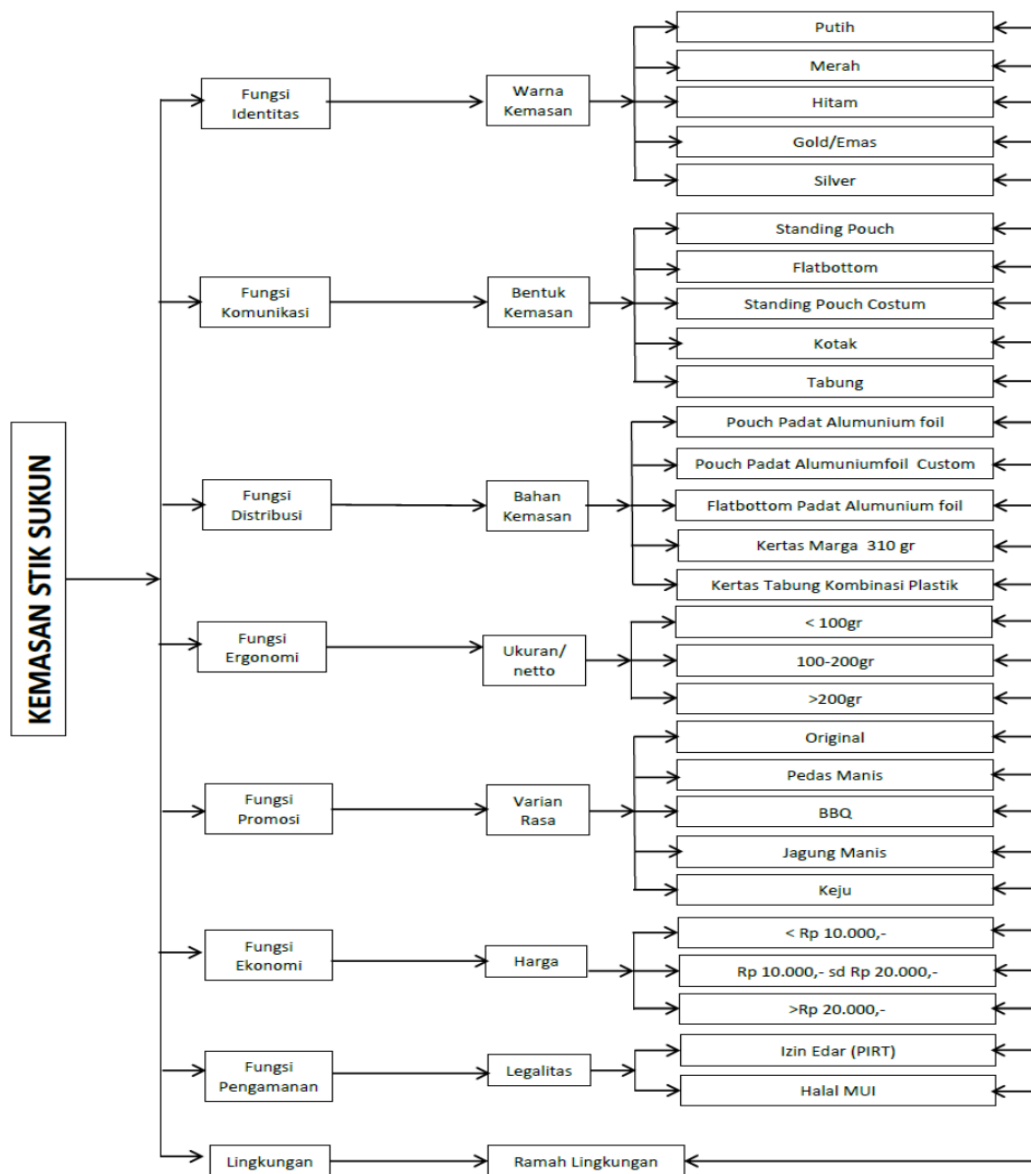 KEMASAN STIK SUKUN
Fungsi
Identitas
Warna
Kemasan
Putih
Merah
Hitam
Gold/Emas
Silver
Fungsi
Komunikasi
Bentuk
Kemasan
Standing Pouch
Flatbottom
Standing Pouch Costum
Kotak
Tabung
Fungsi
Distribusi
Bahan
Kemasan
Pouch Padat Alumunium foil
Pouch Padat Alumuniumfoil Custom
Flatbottom Padat Alumunium foil
Kertas Marga 310 gr
Kertas Tabung Kombinasi Plastik
Fungsi
Ergonomi
Ukuran/
netto
< 100gr
100-200gr
>200gr
Fungsi
Promosi
Varian
Rasa
Original
Pedas Manis
BBQ
Jagung Manis
Keju
Fungsi
Ekonomi
Harga
< Rp 10.000,-
Rp 10.000,- sd Rp 20.000,-
>Rp 20.000,-
Fungsi
Pengamanan
Legalitas
Izin Edar (PIRT)
Halal MUI
Lingkungan
Ramah Lingkungan